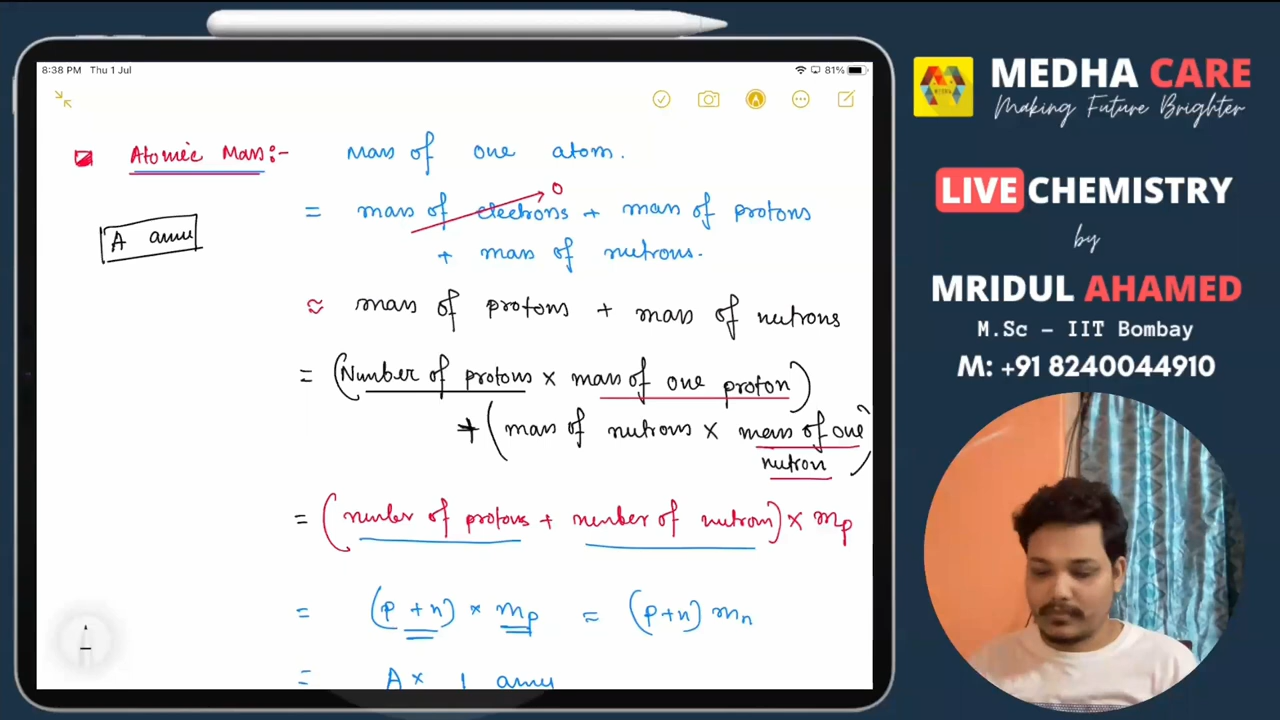 8:38 PM Thu 1 Jul
81%
Atomic Mass:-
Mass of one atom.
= mass of electrons + mass of protons
0
+ mass of nutrons.
A amu
≈ mass of protons + mass of nutrons
= (Number of protons × mass of one proton)
+ (mass of nutrons × mass of one
nutron)
= (number of protons + number of nutron) × mp
= (p + n) × mp ≈ (p+n) mn
= A × 1 amu
MEDHA CARE
Making Future Brighter
LIVE CHEMISTRY
by
MRIDUL AHAMED
M.Sc – IIT Bombay
M: +91 8240044910